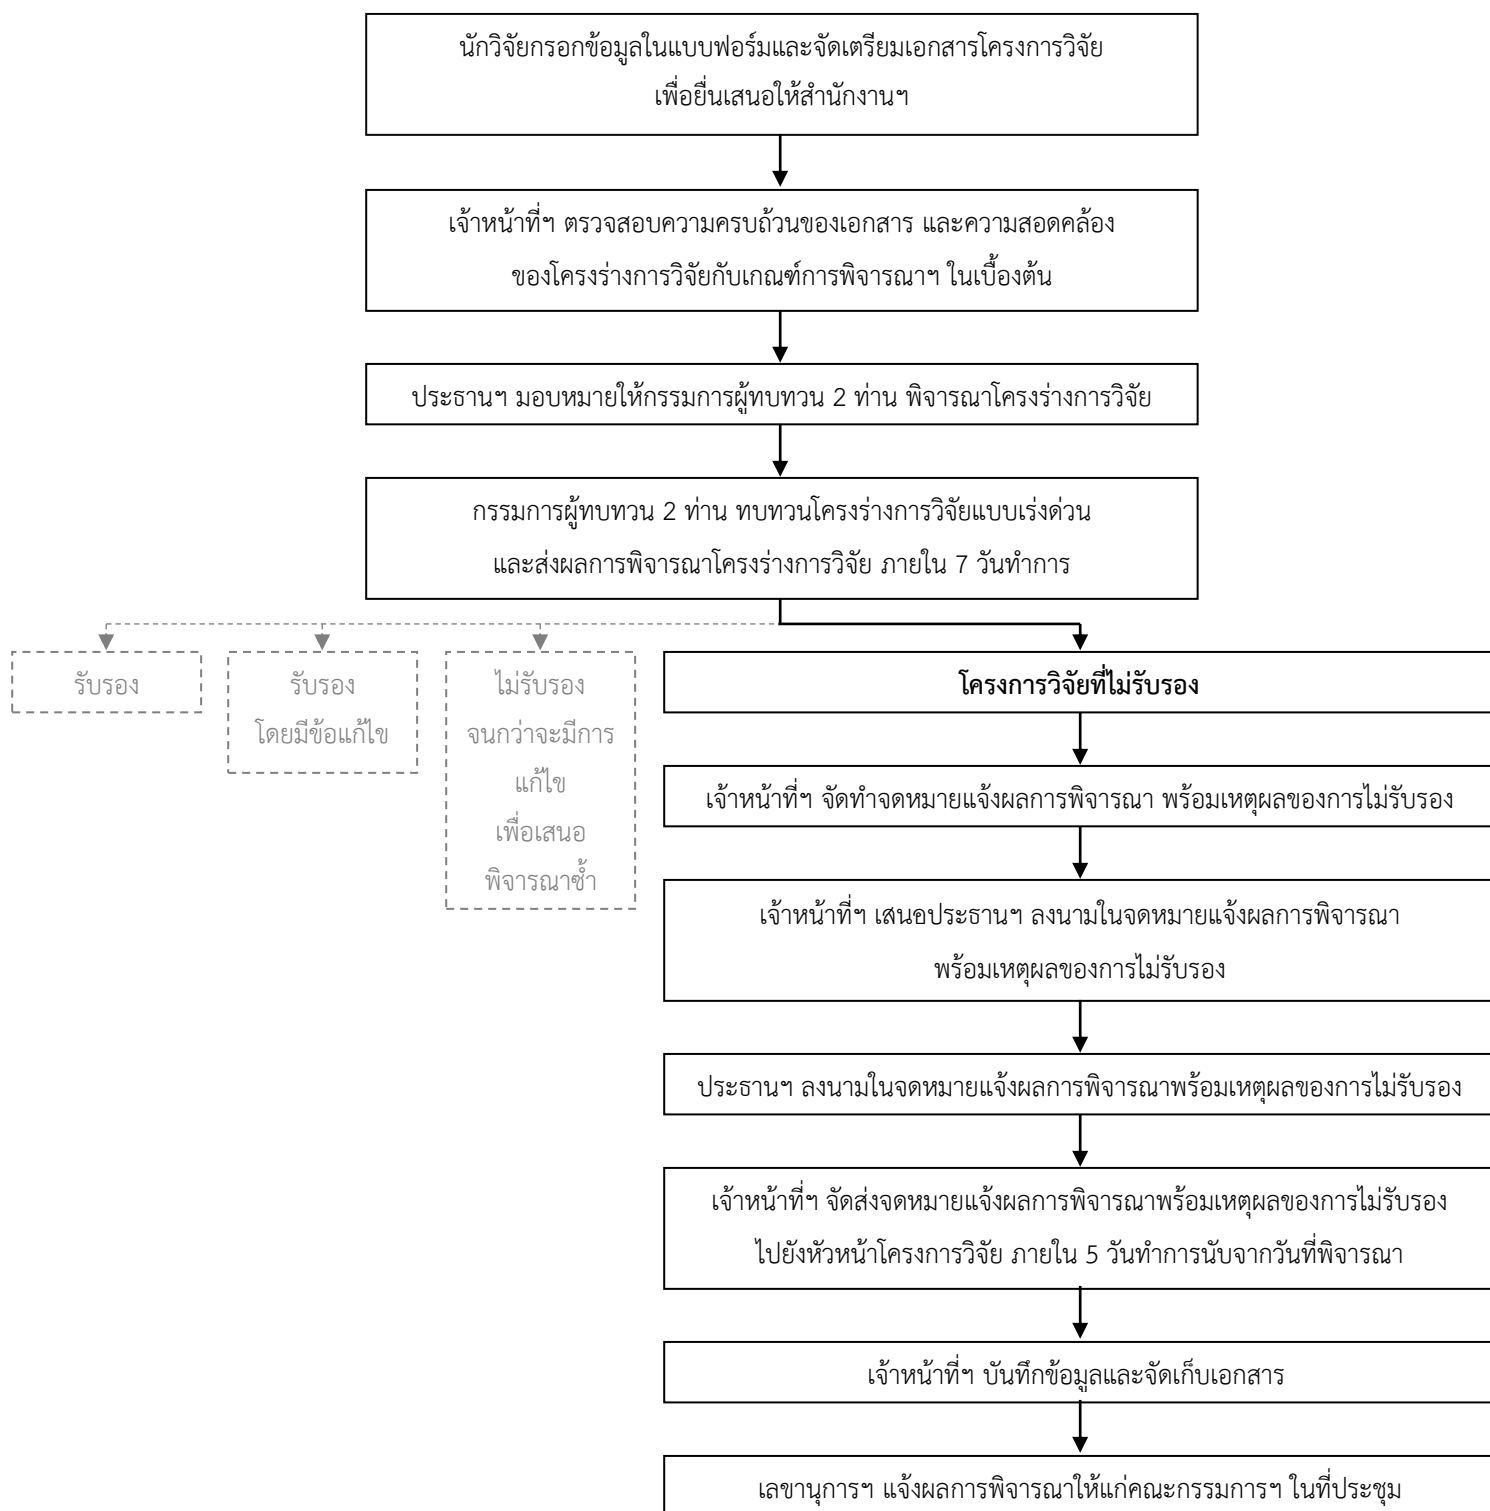 นักวิจัยกรอกข้อมูลในแบบฟอร์มและจัดเตรียมเอกสารโครงการวิจัย
เพื่อยื่นเสนอให้สำนักงานฯ
เจ้าหน้าที่ฯ ตรวจสอบความครบถ้วนของเอกสาร และความสอดคล้อง
ของโครงร่างการวิจัยกับเกณฑ์การพิจารณาฯ ในเบื้องต้น
ประธานฯ มอบหมายให้กรรมการผู้ทบทวน 2 ท่าน พิจารณาโครงร่างการวิจัย
กรรมการผู้ทบทวน 2 ท่าน ทบทวนโครงร่างการวิจัยแบบเร่งด่วน
และส่งผลการพิจารณาโครงร่างการวิจัย ภายใน 7 วันทำการ
รับรอง
รับรอง
โดยมีข้อแก้ไข
ไม่รับรอง
จนกว่าจะมีการ
แก้ไข
เพื่อเสนอ
พิจารณาซ้ำ
โครงการวิจัยที่ไม่รับรอง
เจ้าหน้าที่ฯ จัดทำจดหมายแจ้งผลการพิจารณา พร้อมเหตุผลของการไม่รับรอง
เจ้าหน้าที่ฯ เสนอประธานฯ ลงนามในจดหมายแจ้งผลการพิจารณา
พร้อมเหตุผลของการไม่รับรอง
ประธานฯ ลงนามในจดหมายแจ้งผลการพิจารณาพร้อมเหตุผลของการไม่รับรอง
เจ้าหน้าที่ฯ จัดส่งจดหมายแจ้งผลการพิจารณาพร้อมเหตุผลของการไม่รับรอง
ไปยังหัวหน้าโครงการวิจัย ภายใน 5 วันทำการนับจากวันที่พิจารณา
เจ้าหน้าที่ฯ บันทึกข้อมูลและจัดเก็บเอกสาร
เลขานุการฯ แจ้งผลการพิจารณาให้แก่คณะกรรมการฯ ในที่ประชุม